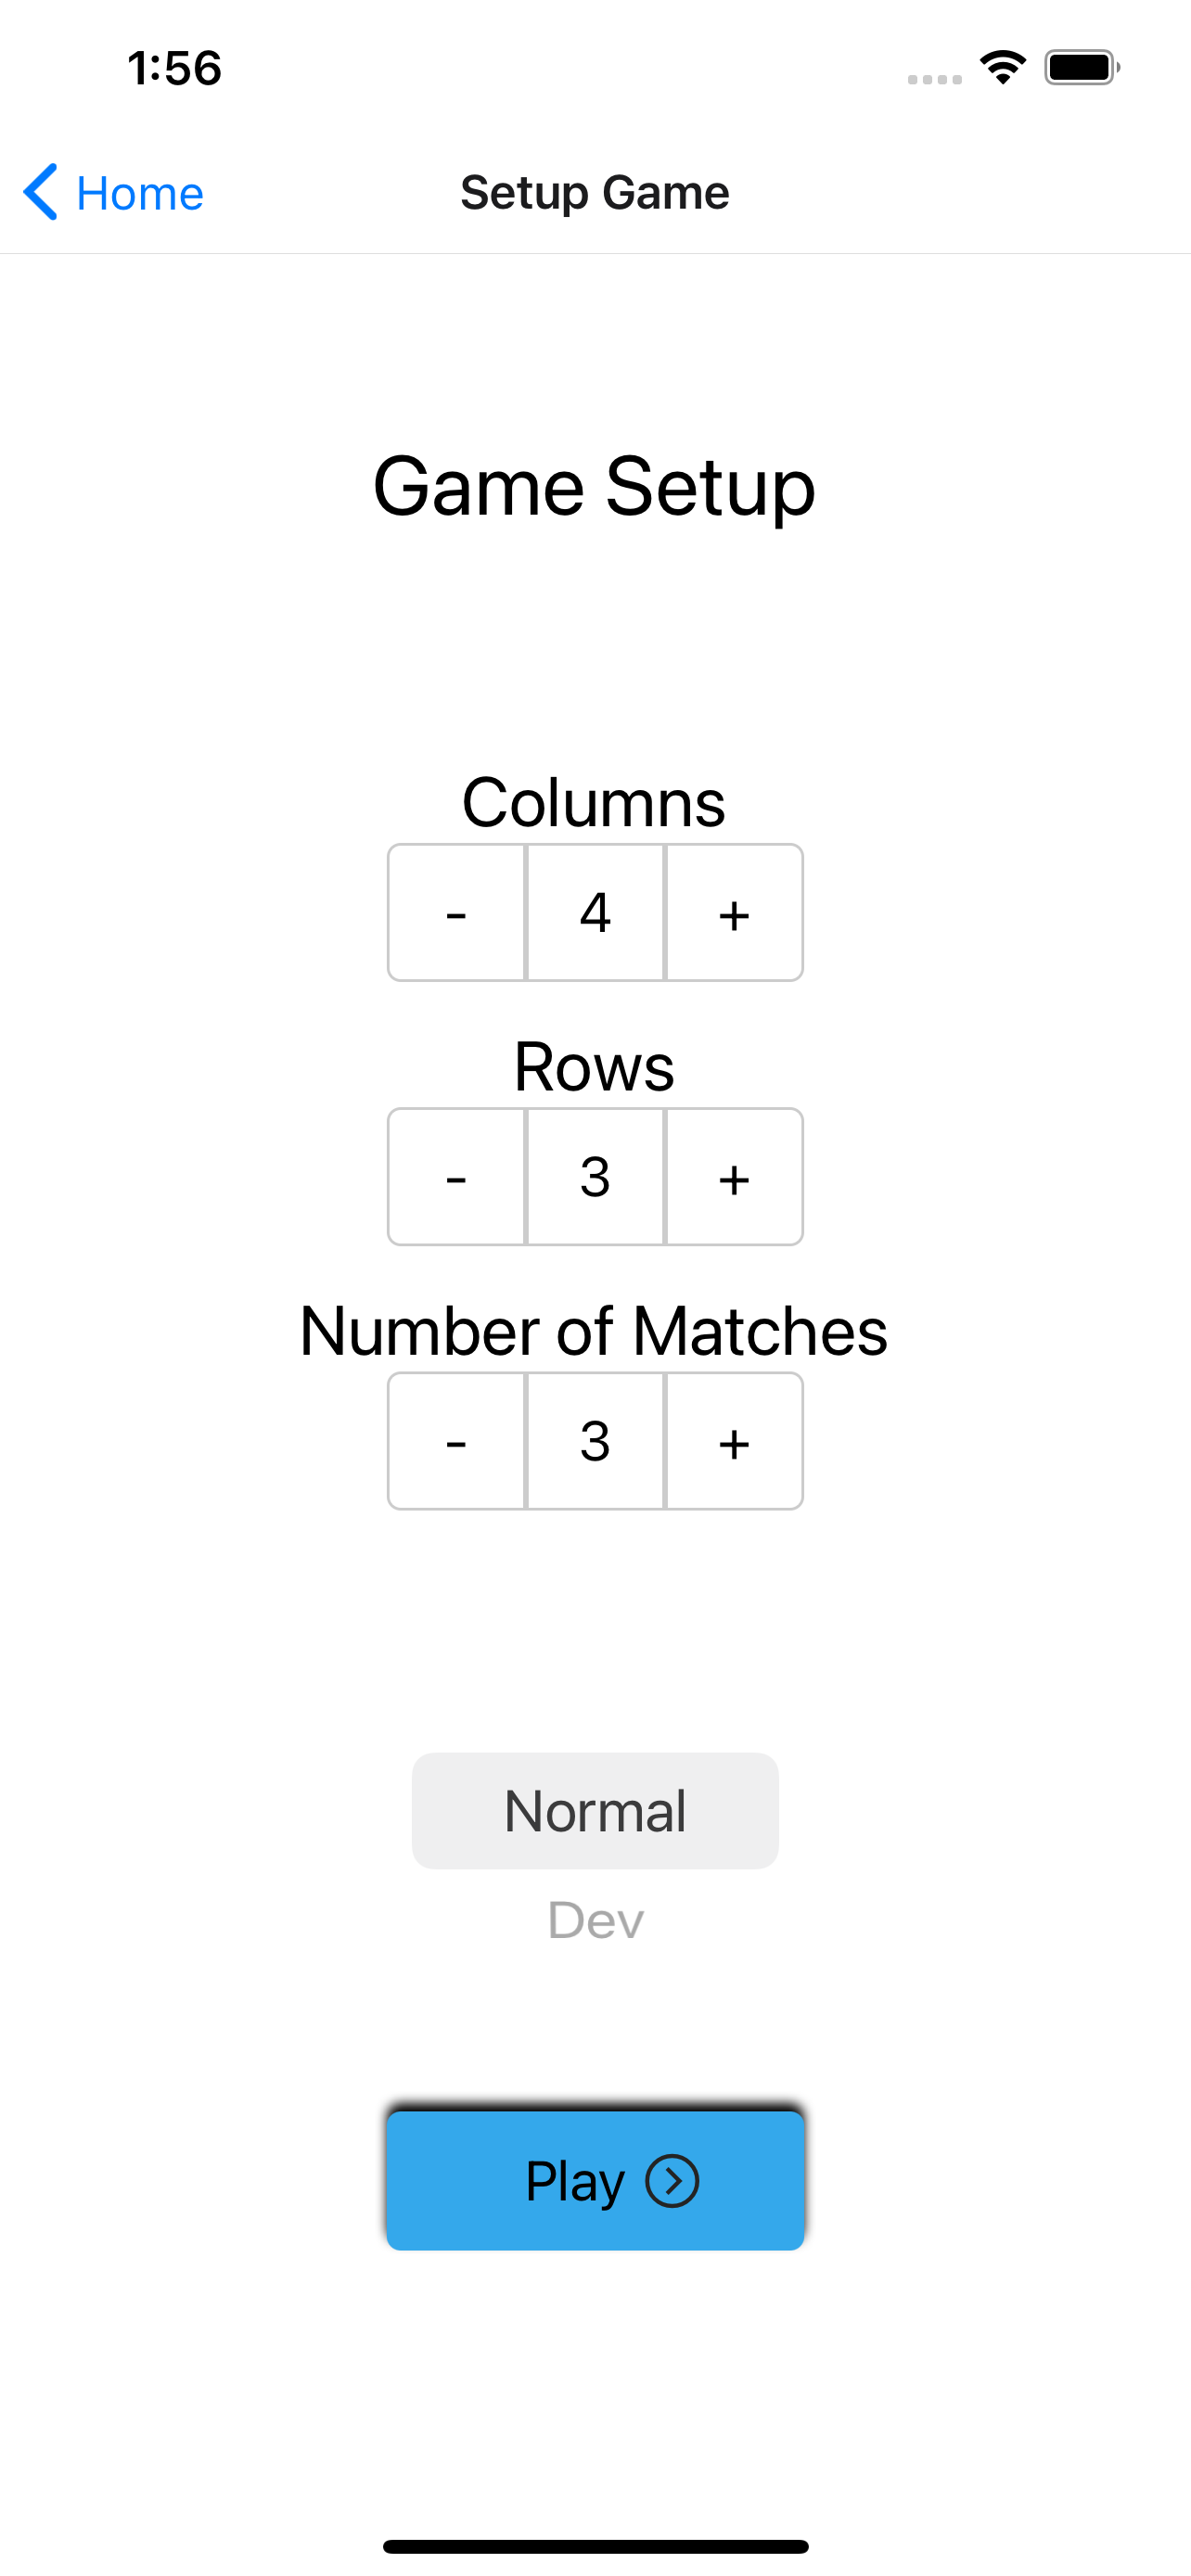 1:56
Home
Setup Game
Game Setup
Columns
- 4 +
Rows
- 3 +
Number of Matches
- 3 +
Normal
Dev
Play